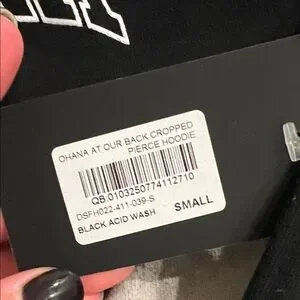 OHANA AT OUR BACK CROPPED
PIERCE HOODIE
QB:0103250774112710
DSFH022-411-039-S
BLACK ACID WASH SMALL